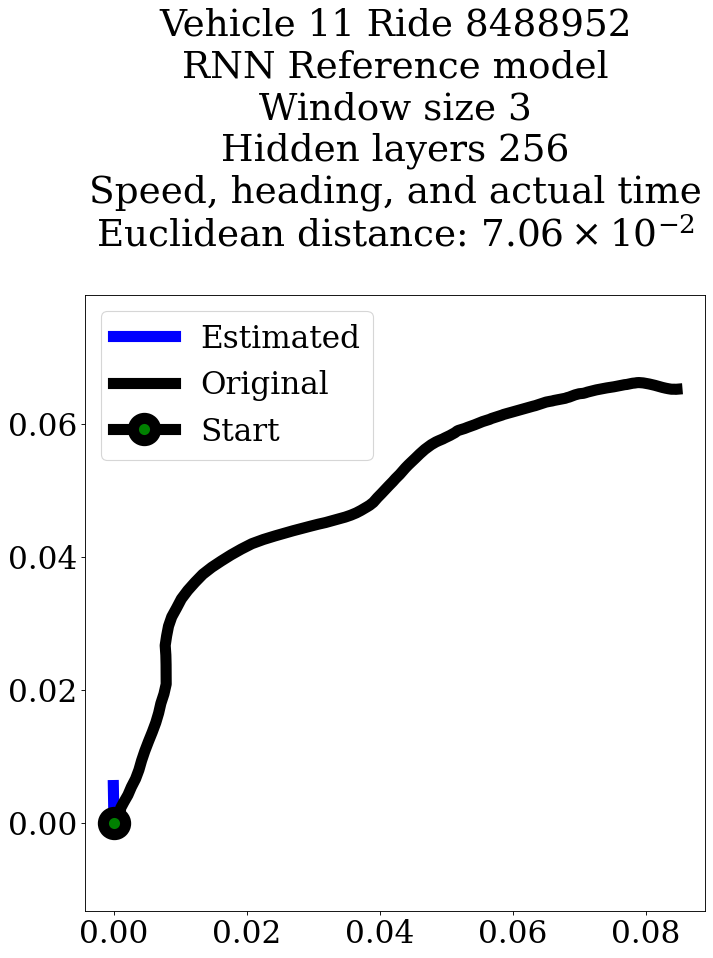 Vehicle 11 Ride 8488952
RNN Reference model
Window size 3
Hidden layers 256
Speed, heading, and actual time
Euclidean distance: 7.06 × 10⁻²
Estimated
Original
Start
0.06
0.04
0.02
0.00
0.00 0.02 0.04 0.06 0.08